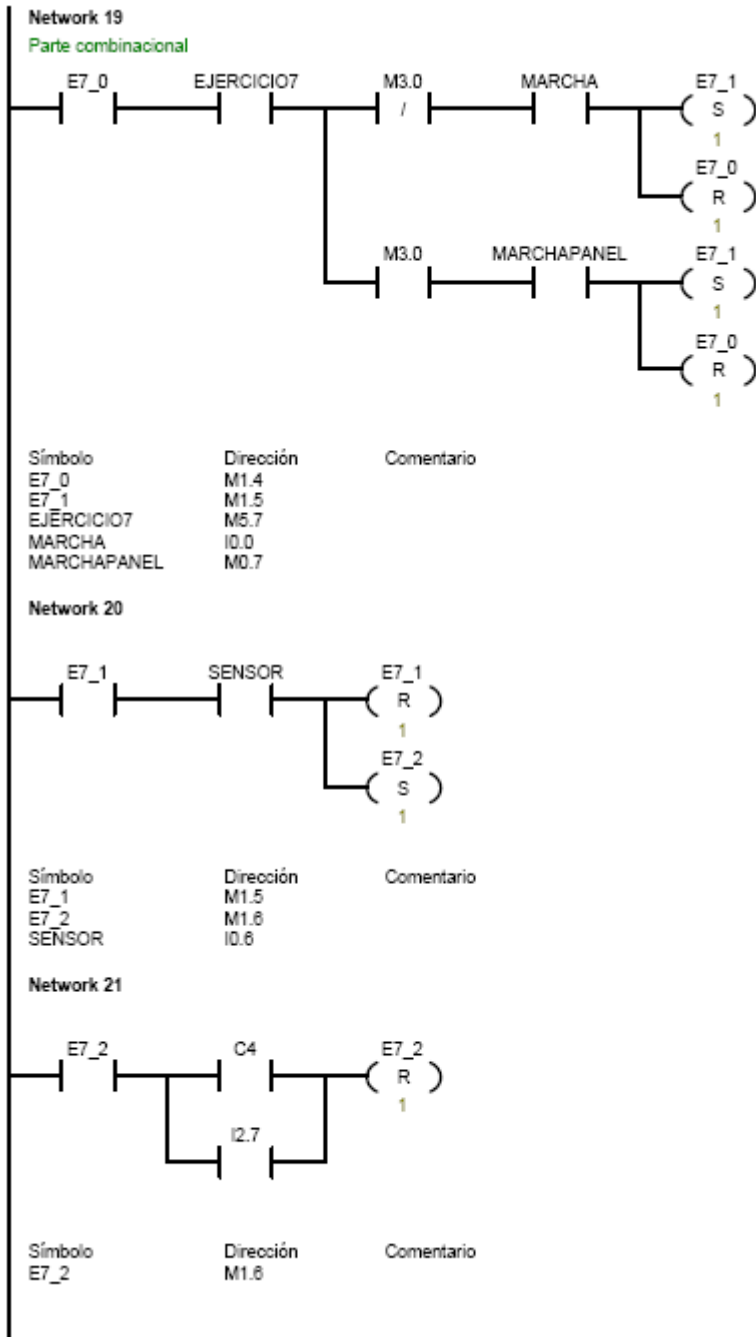 Network 19
Parte combinacional
E7_0 EJERCICIO7 M3.0 MARCHA E7_1
/ S
1
E7_0
R
1
M3.0 MARCHAPANEL E7_1
S
1
E7_0
R
1
Símbolo Dirección Comentario
E7_0 M1.4
E7_1 M1.5
EJERCICIO7 M5.7
MARCHA I0.0
MARCHAPANEL M0.7
Network 20
E7_1 SENSOR E7_1
R
1
E7_2
S
1
Símbolo Dirección Comentario
E7_1 M1.5
E7_2 M1.6
SENSOR I0.6
Network 21
E7_2 C4 E7_2
R
1
I2.7
Símbolo Dirección Comentario
E7_2 M1.6